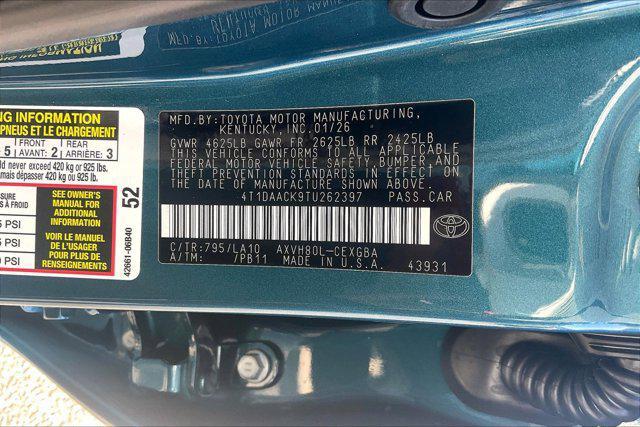 NG INFORMATION
PNEUS ET LE CHARGEMENT
5 FRONT AVANT: 2 REAR ARRIÈRE: 3
never exceed 420 kg or 925 lbs.
jamais dépasser 420 kg ou 925 lb.
SEE OWNER'S
MANUAL FOR
ADDITIONAL
INFORMATION
VOIR LE MANUEL
DE L'USAGER
POUR PLUS DE
RENSEIGNEMENTS
PSI
PSI
PSI
52
42661-06B40
MFD.BY: TOYOTA MOTOR MANUFACTURING,
KENTUCKY, INC. 01/26
GVWR 4625LB GAWR FR 2625LB RR 2425LB
THIS VEHICLE CONFORMS TO ALL APPLICABLE
FEDERAL MOTOR VEHICLE SAFETY, BUMPER, AND
THEFT PREVENTION STANDARDS IN EFFECT ON
THE DATE OF MANUFACTURE SHOWN ABOVE.
4T1DAACK9TU262397 PASS.CAR
C/TR:795/LA10 AXVH80L-CEXGBA
A/TM: /PB11 MADE IN U.S.A. 43931